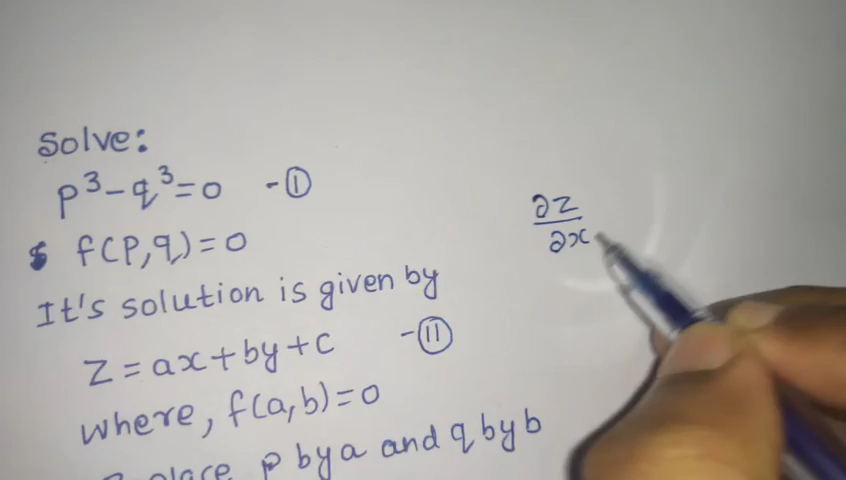 Solve:
p³-q³=0 -①
f(p,q)=0
It's solution is given by
z=ax+by+c -⑪
where, f(a,b)=0
place p by a and q by b
∂z
∂x